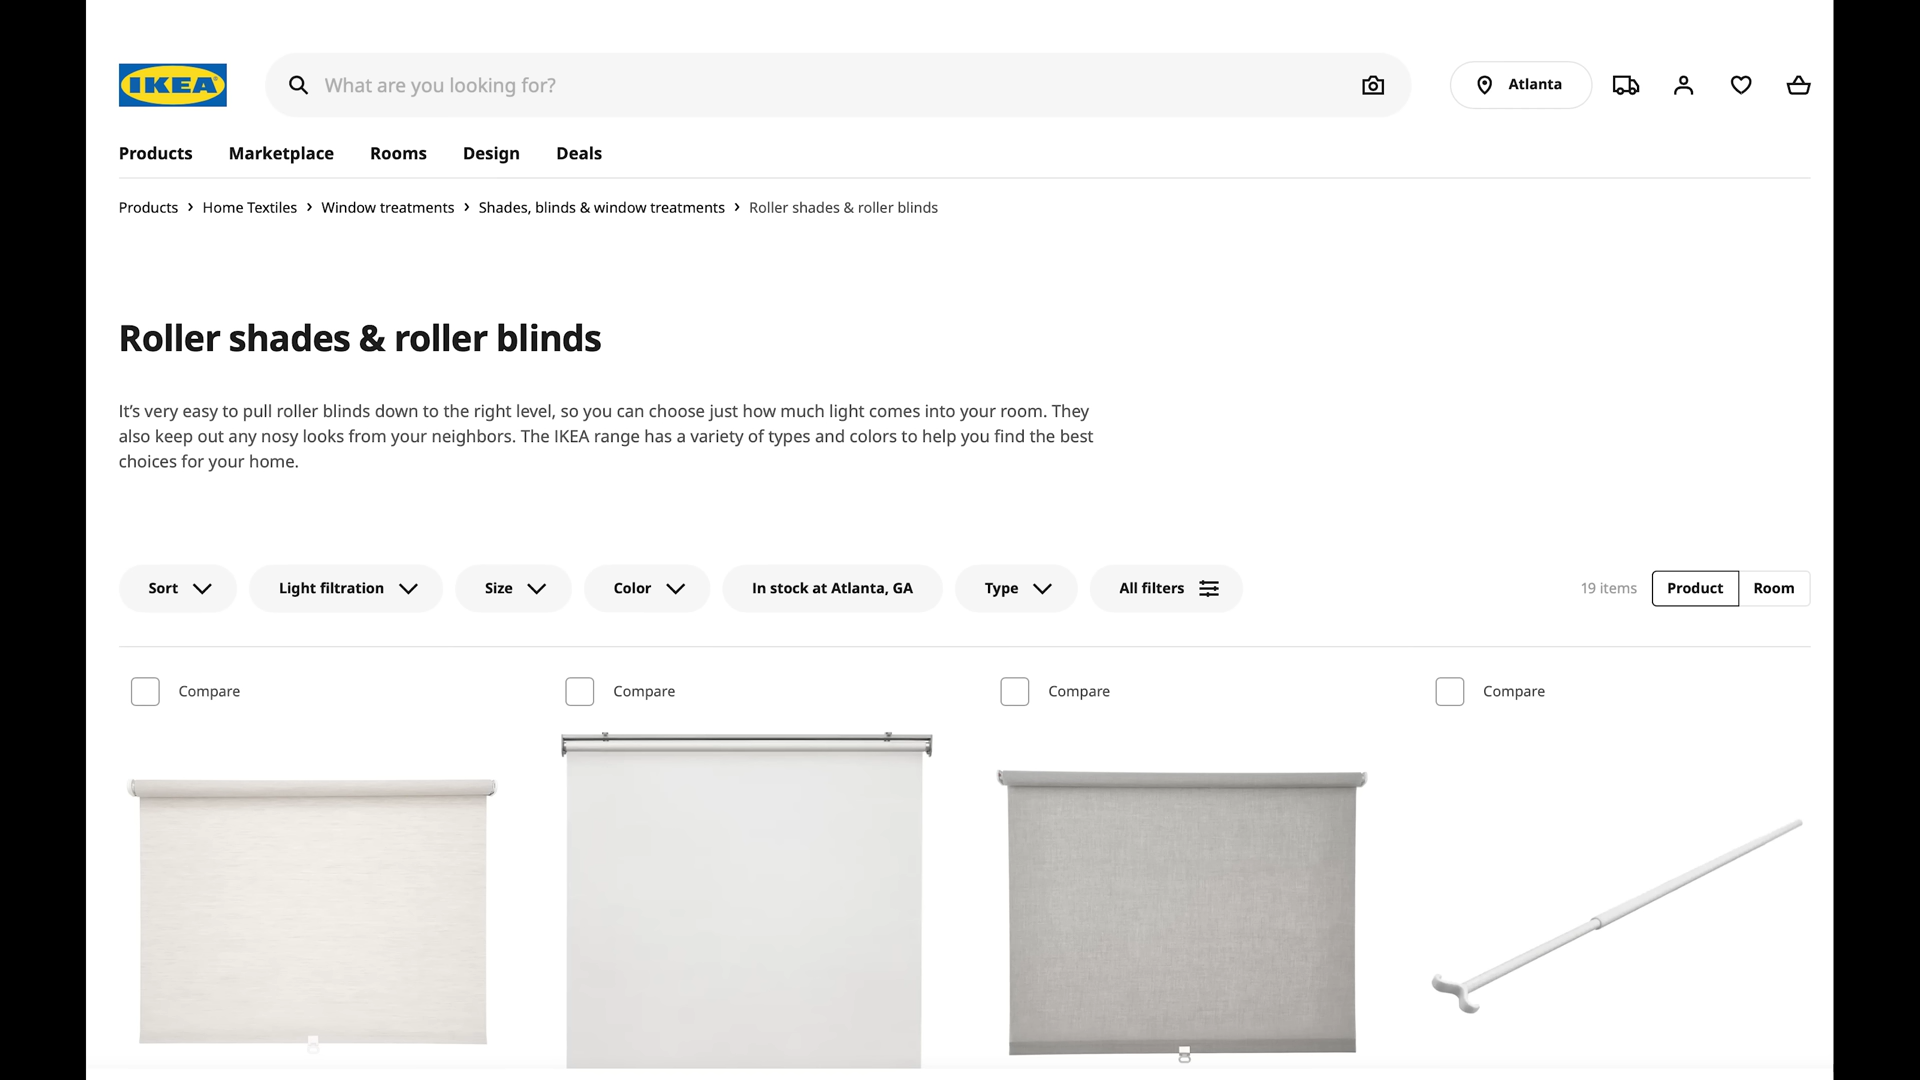 IKEA
What are you looking for?
Atlanta
Products Marketplace Rooms Design Deals
Products > Home Textiles > Window treatments > Shades, blinds & window treatments > Roller shades & roller blinds
Roller shades & roller blinds
It’s very easy to pull roller blinds down to the right level, so you can choose just how much light comes into your room. They
also keep out any nosy looks from your neighbors. The IKEA range has a variety of types and colors to help you find the best
choices for your home.
Sort Light filtration Size Color In stock at Atlanta, GA Type All filters 19 items Product Room
Compare Compare Compare Compare